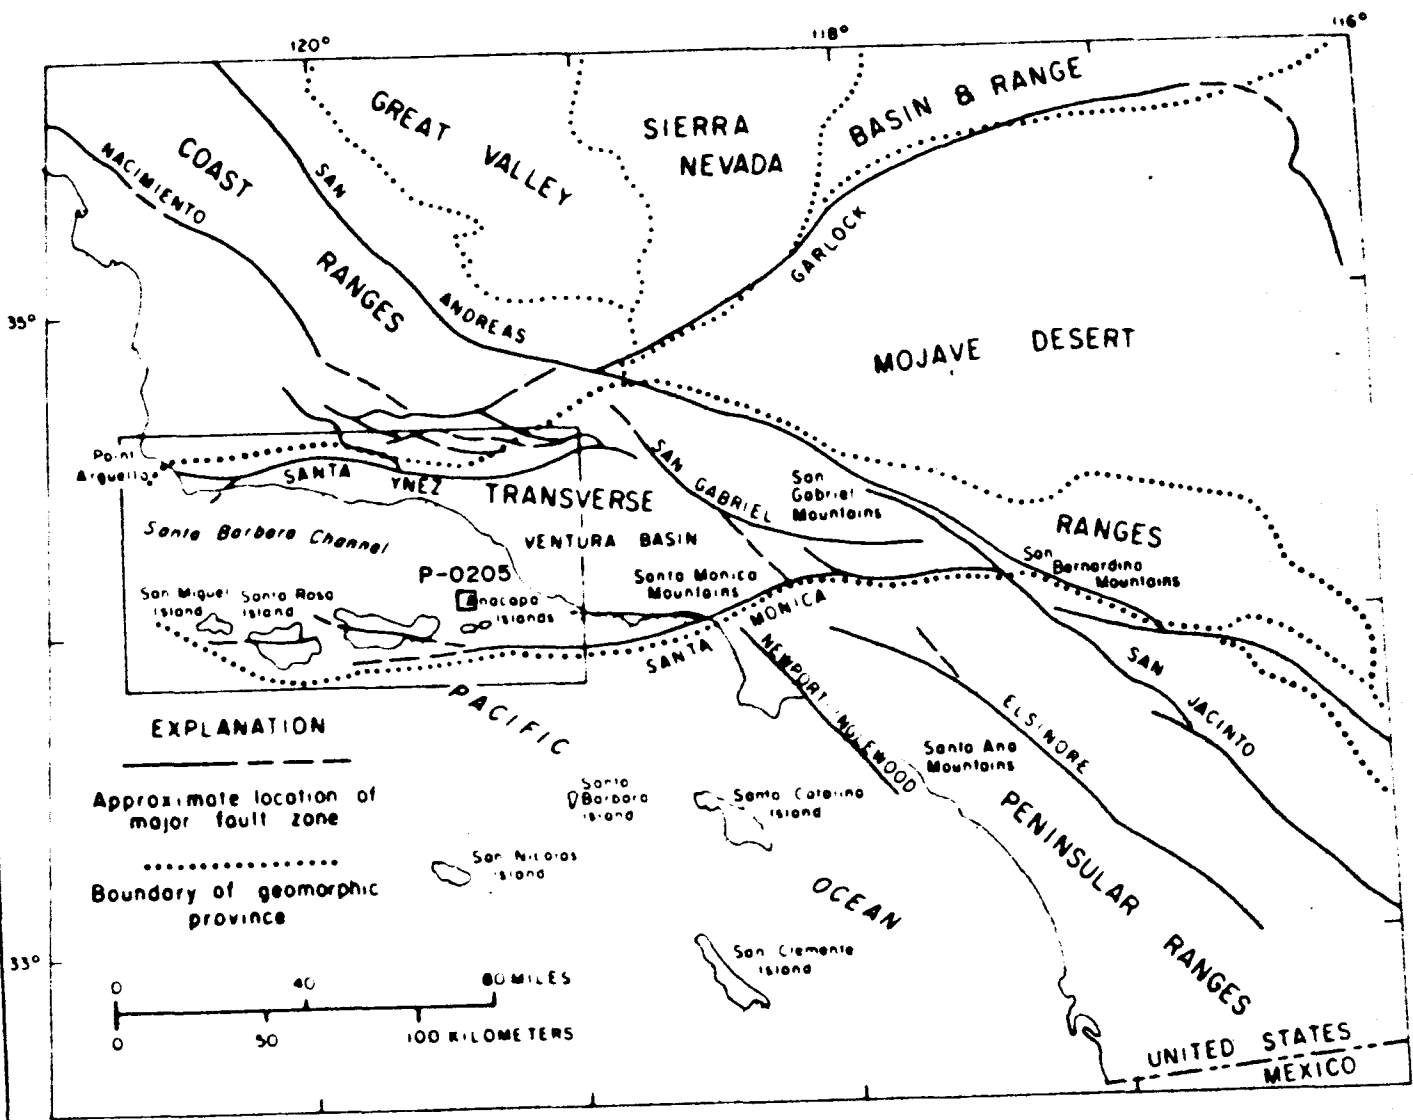 120°
118°
116°
GREAT VALLEY
SIERRA
NEVADA
BASIN & RANGE
COAST
RANGES
NACIMIENTO
SAN
ANDREAS
GARLOCK
35°
MOJAVE DESERT
Point
Arguello
SANTA YNEZ
TRANSVERSE
RANGES
SAN GABRIEL
San
Gabriel
Mountains
Santa Barbara Channel
VENTURA BASIN
San
Bernardino
Mountains
P-0205
Santa Monica
Mountains
San Miguel
Island
Santa Rosa
Island
Anacapa
Islands
SANTA MONICA
NEWPORT-INGLEWOOD
SAN JACINTO
ELSINORE
PACIFIC
OCEAN
Santa Ana
Mountains
PENINSULAR RANGES
EXPLANATION
Approximate location of
major fault zone
Boundary of geomorphic
province
Santa
Barbara
Island
Santa Catalina
Island
San Nicolas
Island
San Clemente
Island
33°
0 40 80 MILES
0 50 100 KILOMETERS
UNITED STATES
MEXICO